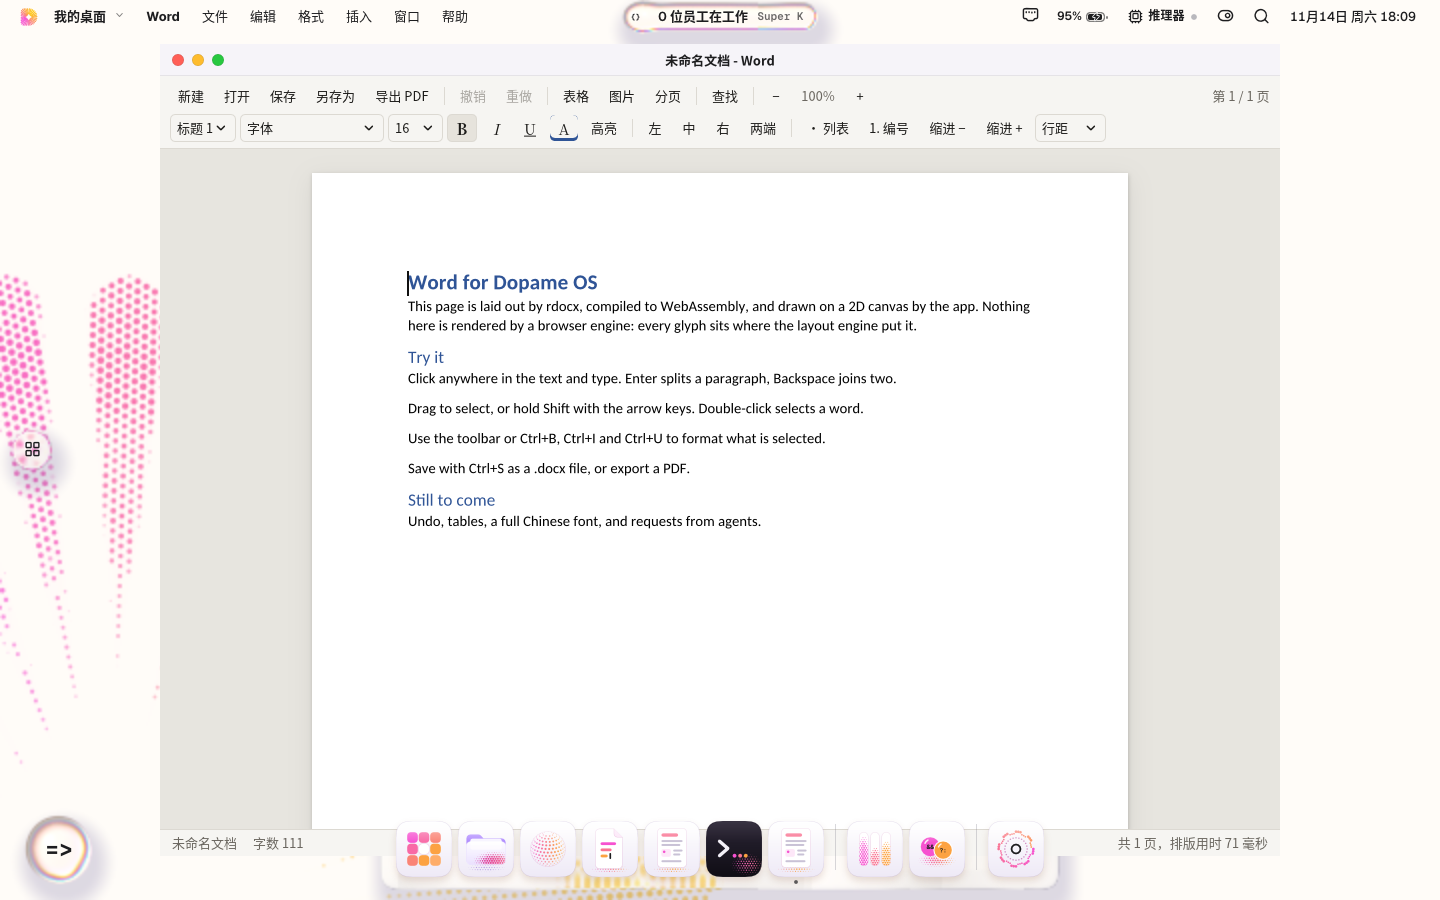 我的桌面 Word 文件 编辑 格式 插入 窗口 帮助
0 位员工在工作 Super K
95% 推理器 11月14日 周六 18:09
未命名文档 - Word
新建 打开 保存 另存为 导出 PDF 撤销 重做 表格 图片 分页 查找 − 100% + 第 1 / 1 页
标题 1 字体 16 B I U A 高亮 左 中 右 两端 • 列表 1. 编号 缩进 − 缩进 + 行距
Word for Dopame OS
This page is laid out by rdocx, compiled to WebAssembly, and drawn on a 2D canvas by the app. Nothing
here is rendered by a browser engine: every glyph sits where the layout engine put it.
Try it
Click anywhere in the text and type. Enter splits a paragraph, Backspace joins two.
Drag to select, or hold Shift with the arrow keys. Double-click selects a word.
Use the toolbar or Ctrl+B, Ctrl+I and Ctrl+U to format what is selected.
Save with Ctrl+S as a .docx file, or export a PDF.
Still to come
Undo, tables, a full Chinese font, and requests from agents.
未命名文档 字数 111 共 1 页，排版用时 71 毫秒
=>